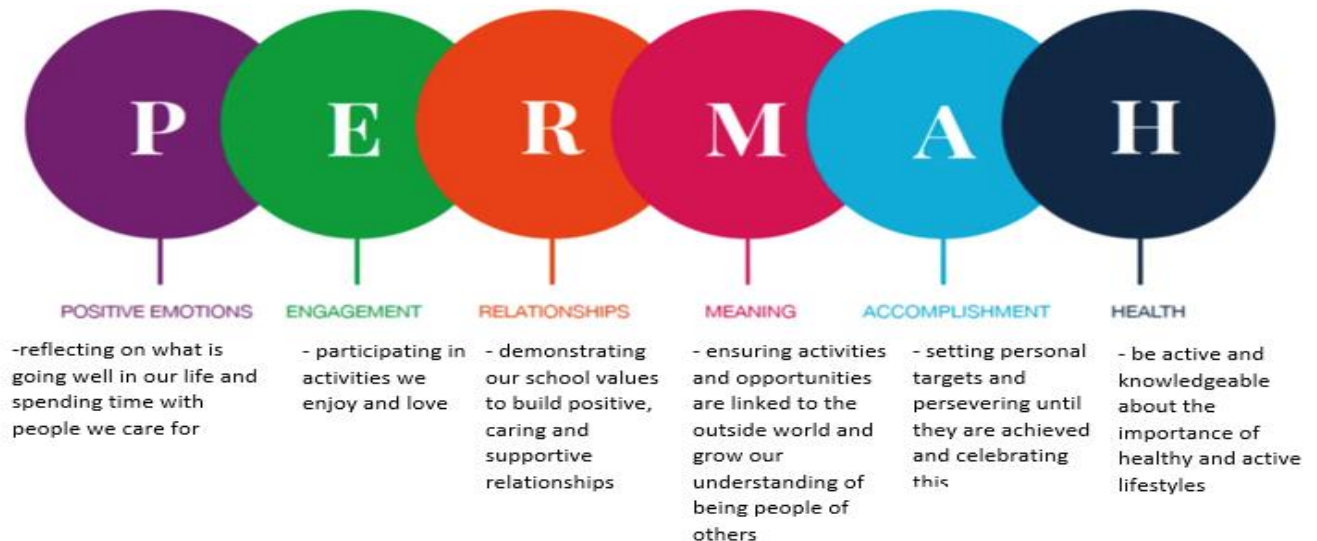 P E R M A H
POSITIVE EMOTIONS
-reflecting on what is
going well in our life and
spending time with
people we care for
ENGAGEMENT
- participating in
activities we
enjoy and love
RELATIONSHIPS
- demonstrating
our school values
to build positive,
caring and
supportive
relationships
MEANING
- ensuring activities
and opportunities
are linked to the
outside world and
grow our
understanding of
being people of
others
ACCOMPLISHMENT
- setting personal
targets and
persevering until
they are achieved
and celebrating
this
HEALTH
- be active and
knowledgeable
about the
importance of
healthy and active
lifestyles